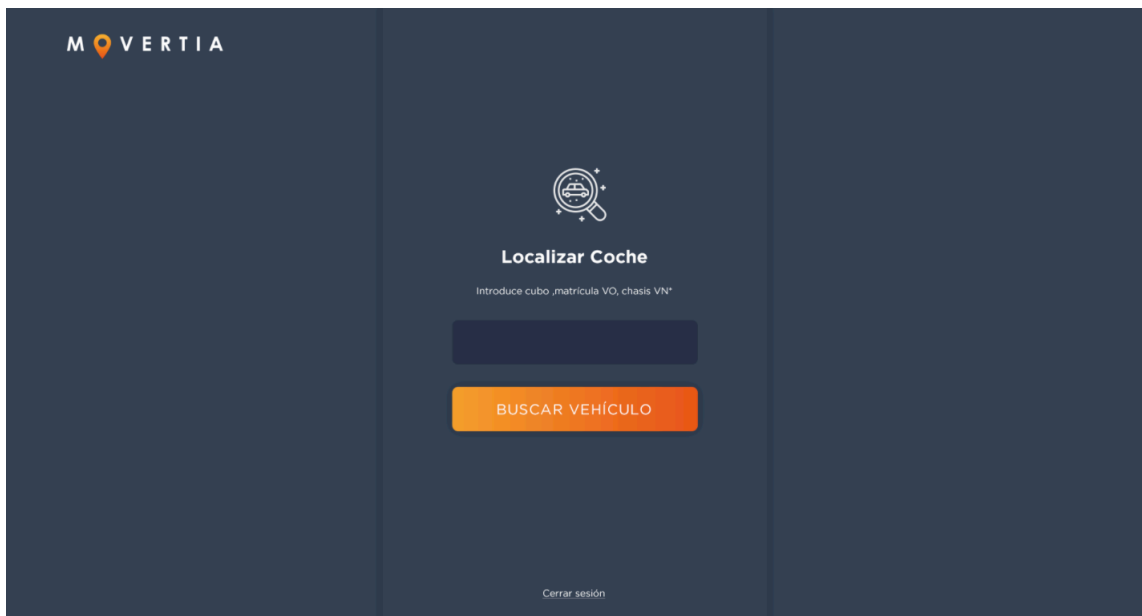 MOVERTIA
Localizar Coche
Introduce cubo ,matrícula VO, chasis VN*
BUSCAR VEHÍCULO
Cerrar sesión